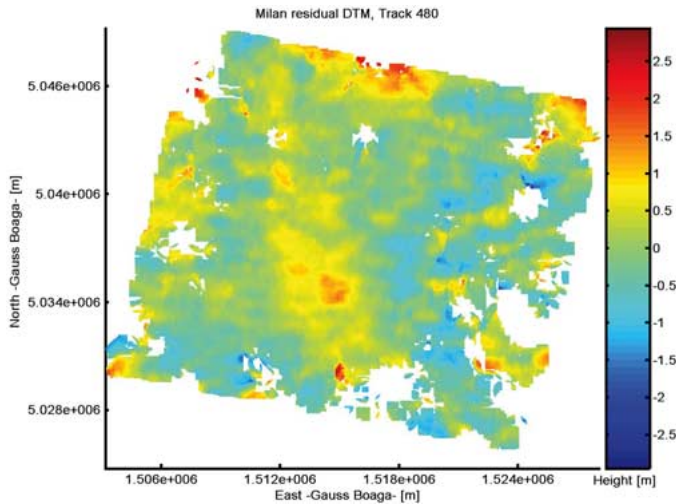 Milan residual DTM, Track 480
5.046e+006
5.04e+006
5.034e+006
5.028e+006
North -Gauss Boaga- [m]
1.506e+006 1.512e+006 1.518e+006 1.524e+006
East -Gauss Boaga- [m]
2.5
2
1.5
1
0.5
0
-0.5
-1
-1.5
-2
-2.5
Height [m]